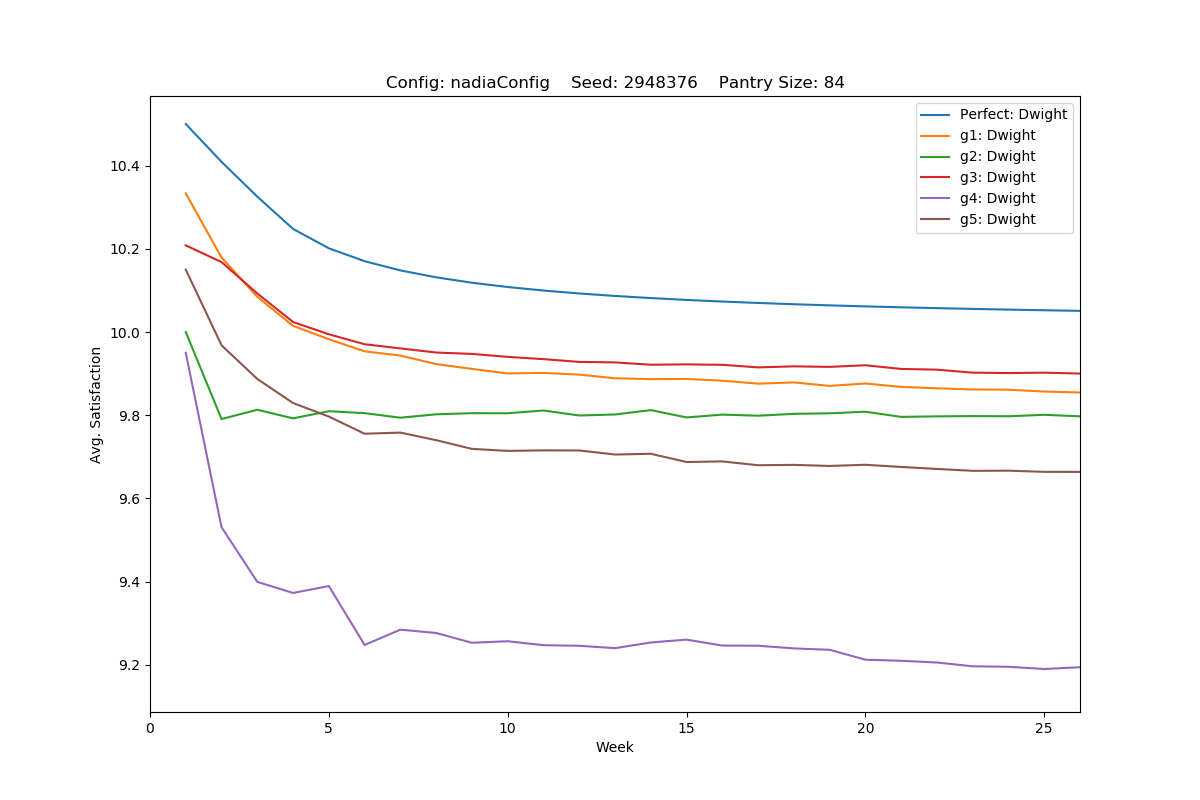 Config: nadiaConfig    Seed: 2948376    Pantry Size: 84
Perfect: Dwight
g1: Dwight
g2: Dwight
g3: Dwight
g4: Dwight
g5: Dwight
Avg. Satisfaction
10.4
10.2
10.0
9.8
9.6
9.4
9.2
0 5 10 15 20 25
Week